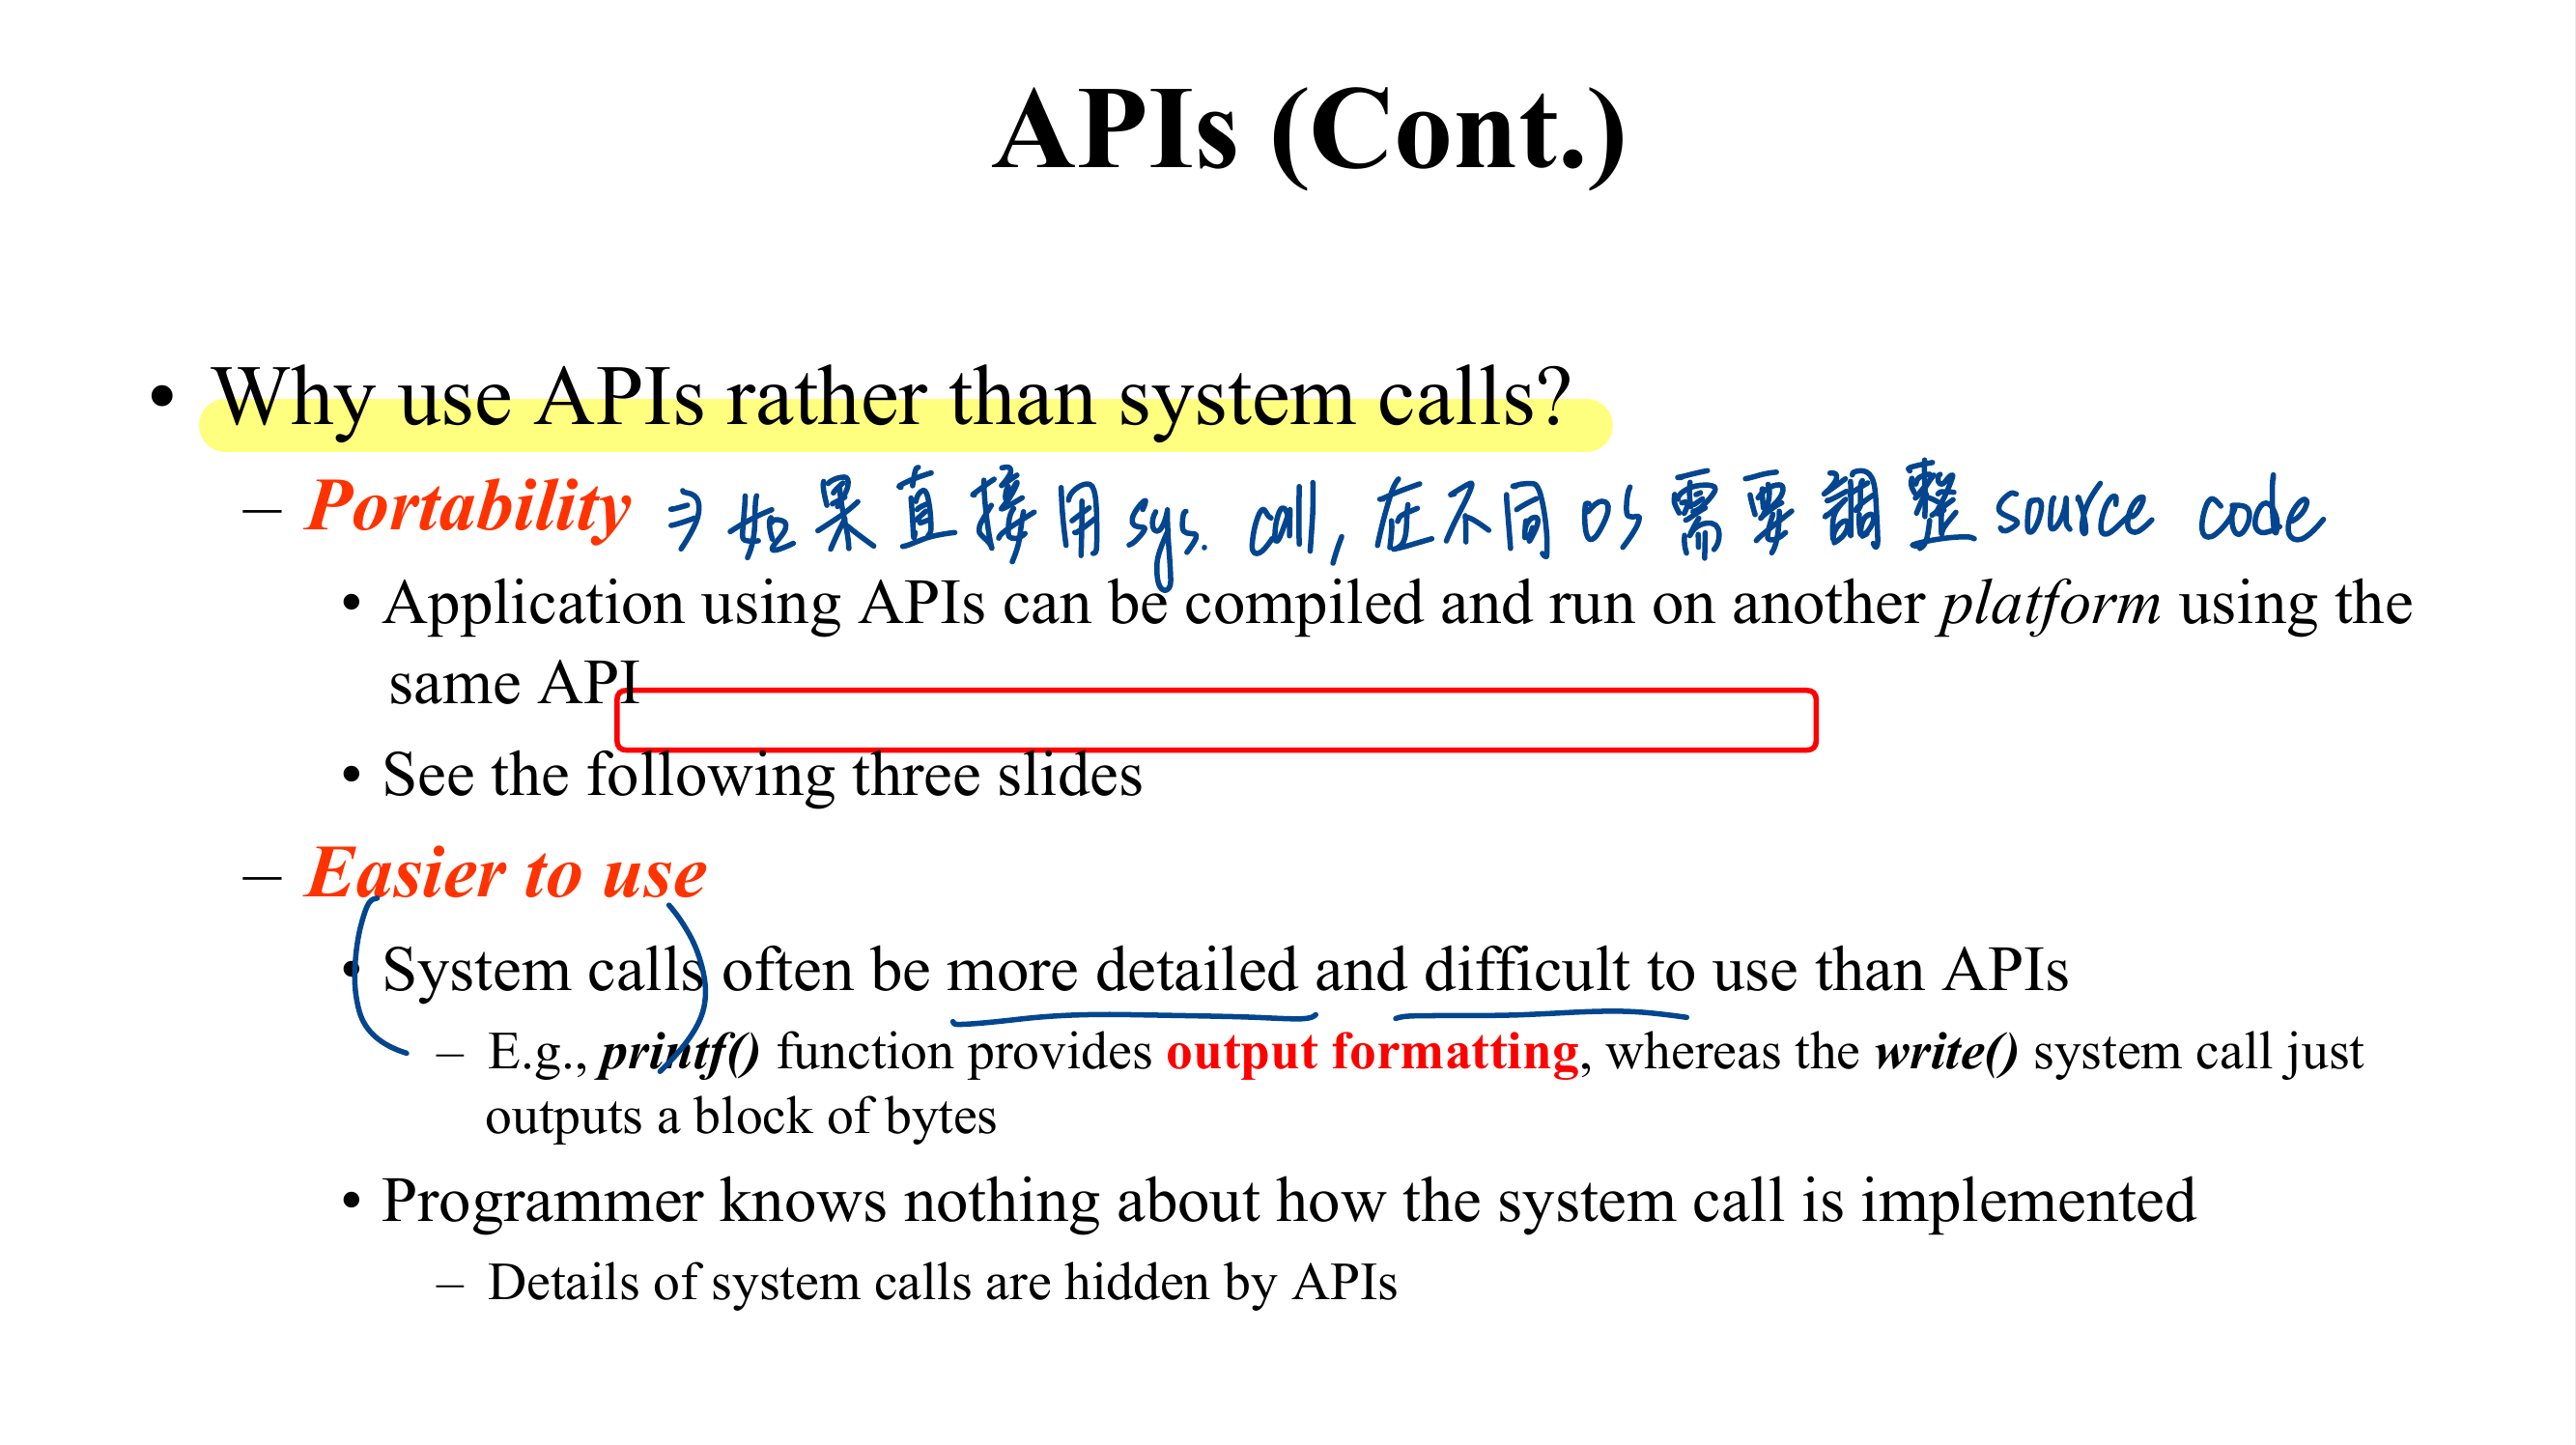 APIs (Cont.)
• Why use APIs rather than system calls?
– Portability ⇒ 如果直接用 sys. call, 在不同 OS 需要調整 source code
• Application using APIs can be compiled and run on another platform using the
same API
• See the following three slides
– Easier to use
• System calls often be more detailed and difficult to use than APIs
– E.g., printf() function provides output formatting, whereas the write() system call just
outputs a block of bytes
• Programmer knows nothing about how the system call is implemented
– Details of system calls are hidden by APIs